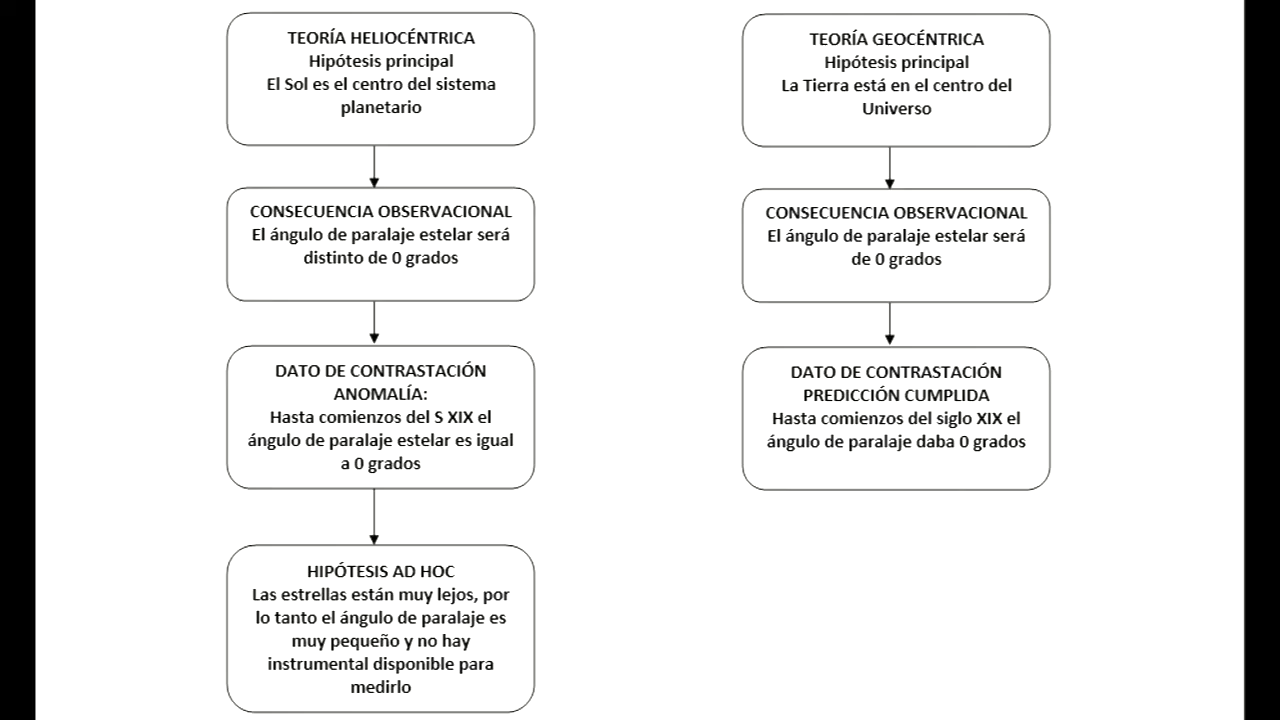 TEORÍA HELIOCÉNTRICA
Hipótesis principal
El Sol es el centro del sistema
planetario
CONSECUENCIA OBSERVACIONAL
El ángulo de paralaje estelar será
distinto de 0 grados
DATO DE CONTRASTACIÓN
ANOMALÍA:
Hasta comienzos del S XIX el
ángulo de paralaje estelar es igual
a 0 grados
HIPÓTESIS AD HOC
Las estrellas están muy lejos, por
lo tanto el ángulo de paralaje es
muy pequeño y no hay
instrumental disponible para
medirlo
TEORÍA GEOCÉNTRICA
Hipótesis principal
La Tierra está en el centro del
Universo
CONSECUENCIA OBSERVACIONAL
El ángulo de paralaje estelar será
de 0 grados
DATO DE CONTRASTACIÓN
PREDICCIÓN CUMPLIDA
Hasta comienzos del siglo XIX el
ángulo de paralaje daba 0 grados